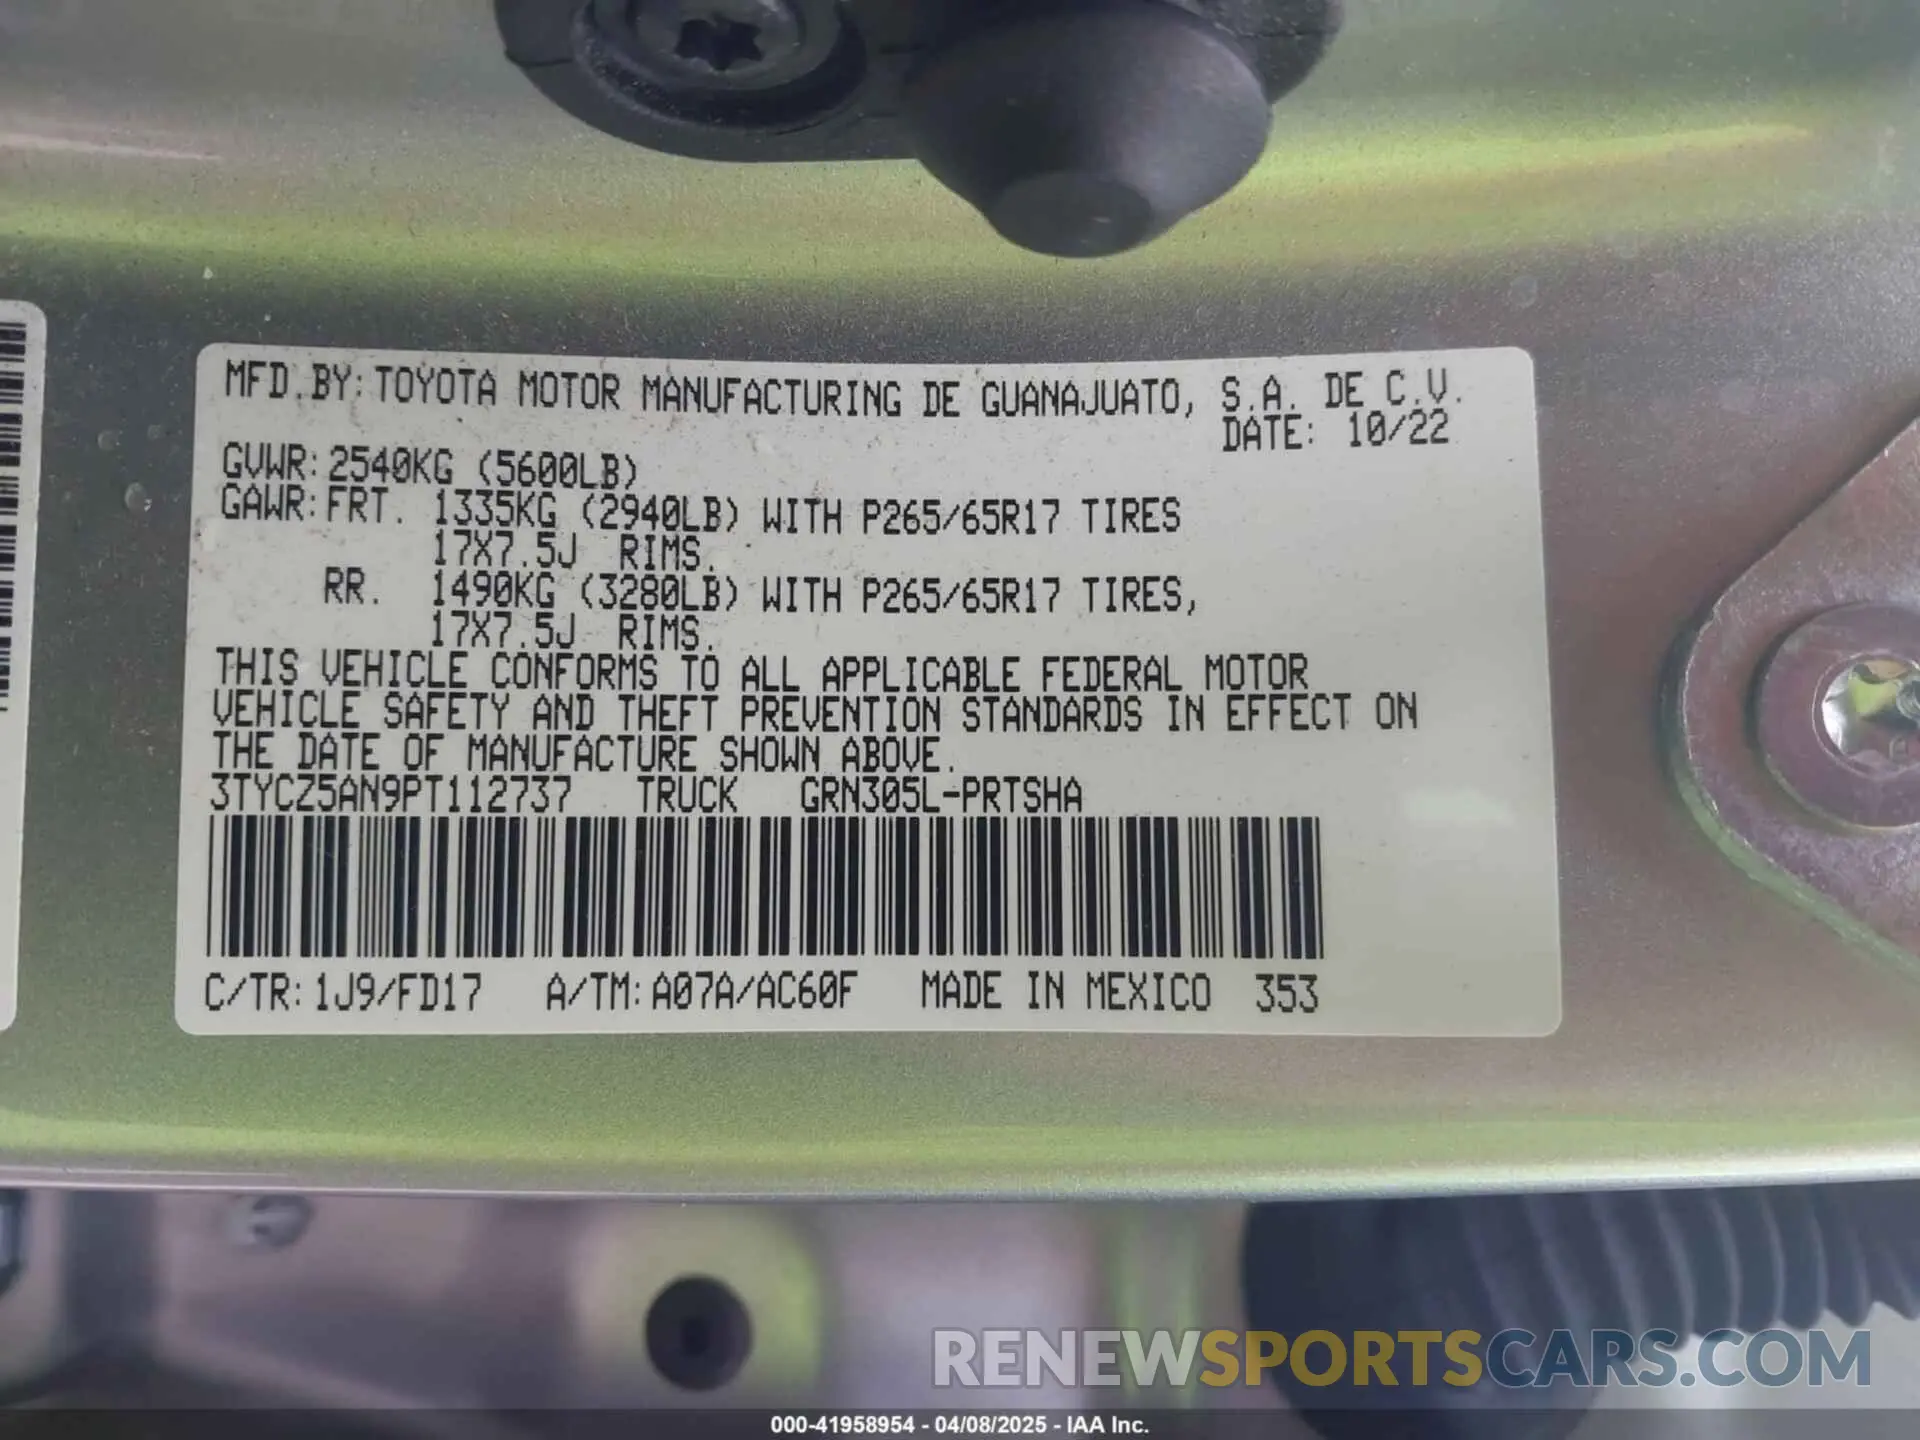 MFD.BY: TOYOTA MOTOR MANUFACTURING DE GUANAJUATO, S.A. DE C.V.
DATE: 10/22
GVWR: 2540KG (5600LB)
GAWR: FRT. 1335KG (2940LB) WITH P265/65R17 TIRES
17X7.5J RIMS.
RR. 1490KG (3280LB) WITH P265/65R17 TIRES,
17X7.5J RIMS.
THIS VEHICLE CONFORMS TO ALL APPLICABLE FEDERAL MOTOR
VEHICLE SAFETY AND THEFT PREVENTION STANDARDS IN EFFECT ON
THE DATE OF MANUFACTURE SHOWN ABOVE.
3TYCZ5AN9PT112737 TRUCK GRN305L-PRTSHA
C/TR: 1J9/FD17 A/TM: A07A/AC60F MADE IN MEXICO 353
RENEWSPORTSCARS.COM
000-41958954 - 04/08/2025 - IAA Inc.